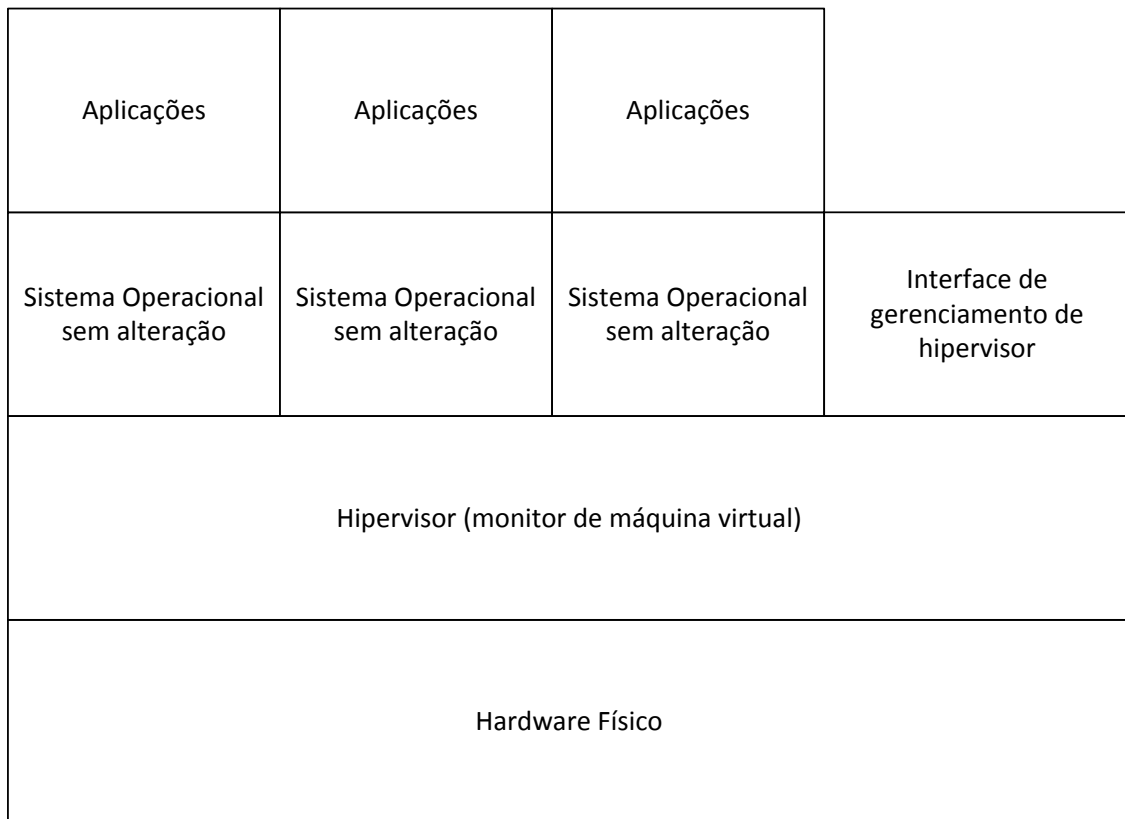 Aplicações
Aplicações
Aplicações
Sistema Operacional
sem alteração
Sistema Operacional
sem alteração
Sistema Operacional
sem alteração
Interface de
gerenciamento de
hipervisor
Hipervisor (monitor de máquina virtual)
Hardware Físico